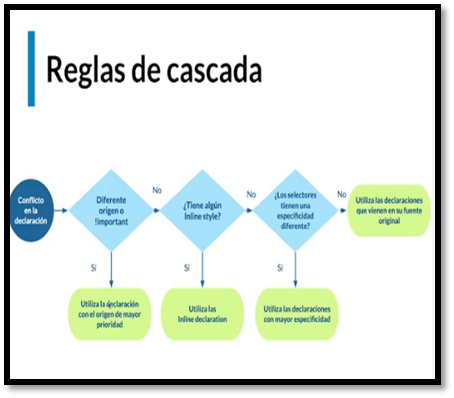 Reglas de cascada
Conflicto
en la
declaración
Diferente
origen o
!important
No
¿Tiene algún
Inline style?
No
¿Los selectores
tienen una
especificidad
diferente?
No
Utiliza las declaraciones
que vienen en su fuente
original
Sí
Sí
Sí
Utiliza la declaración
con el origen de mayor
prioridad
Utiliza las
Inline declaration
Utiliza las declaraciones
con mayor especificidad